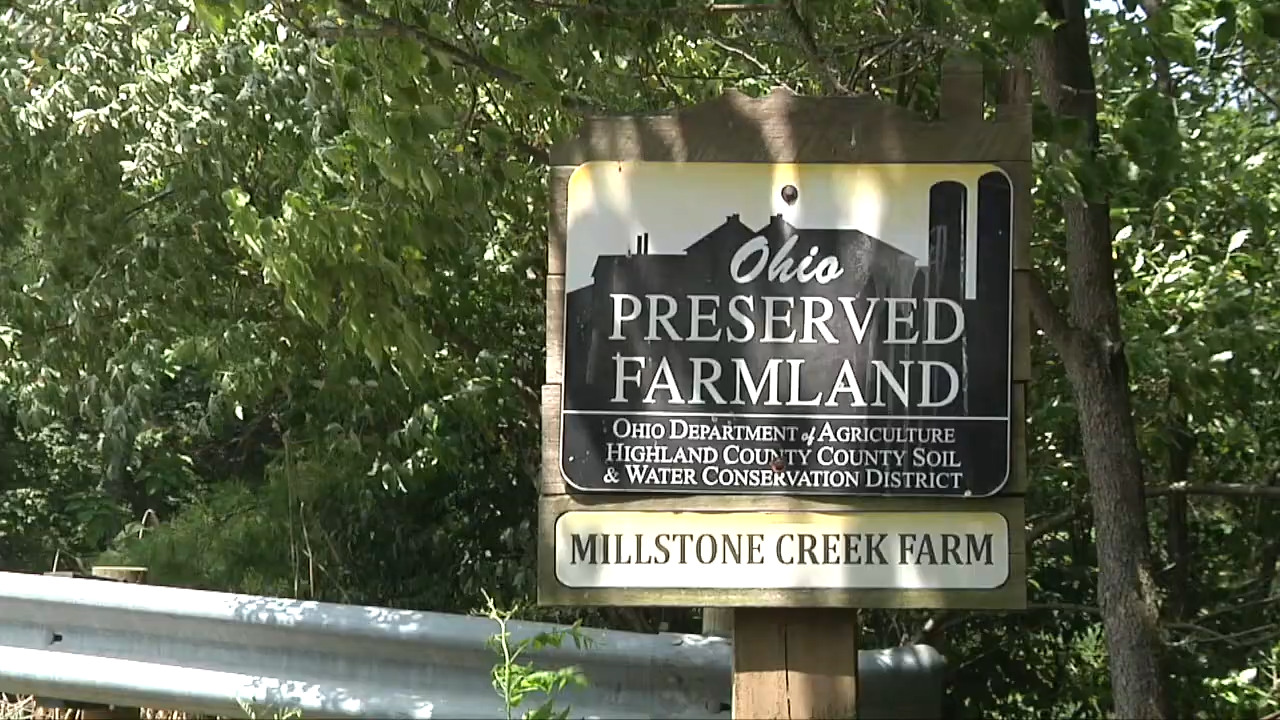 Ohio
PRESERVED
FARMLAND
OHIO DEPARTMENT of AGRICULTURE
HIGHLAND COUNTY COUNTY SOIL
& WATER CONSERVATION DISTRICT
MILLSTONE CREEK FARM